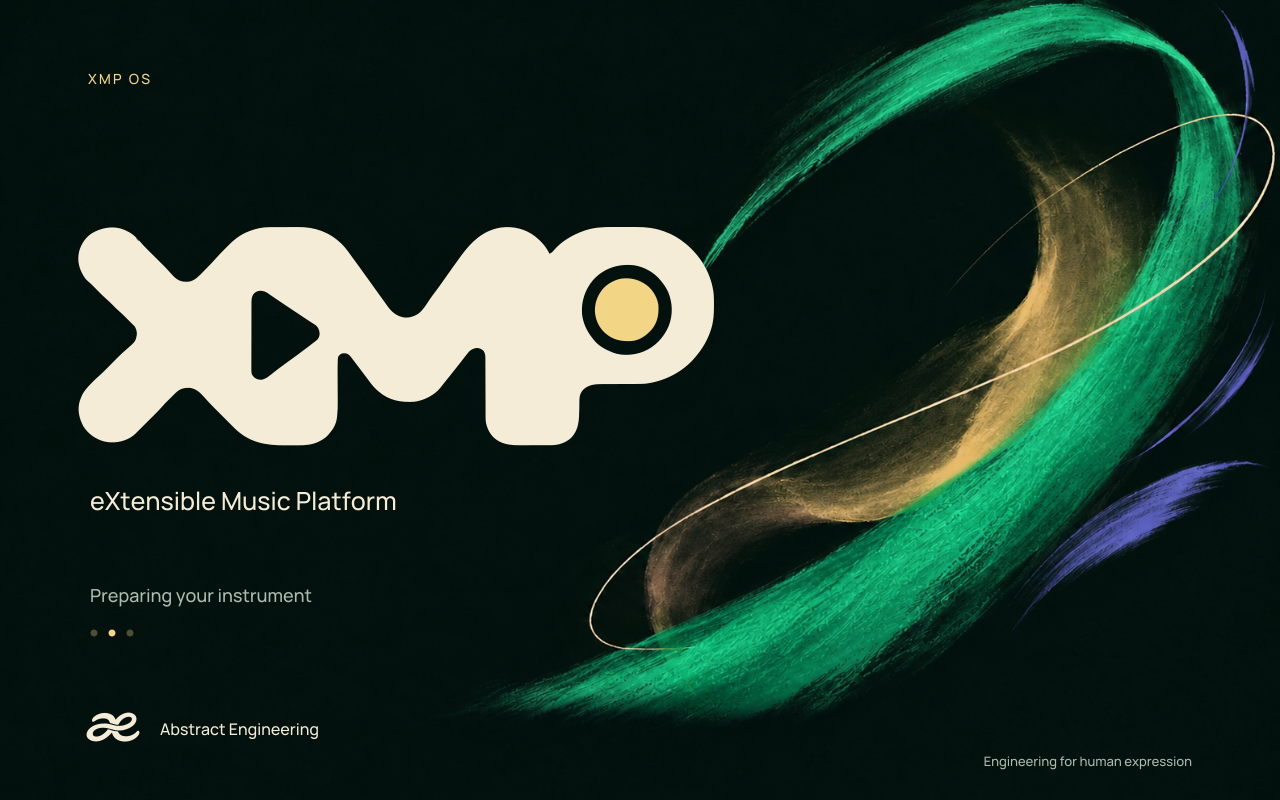 XMP OS
XMP
eXtensible Music Platform
Preparing your instrument
æ Abstract Engineering
Engineering for human expression